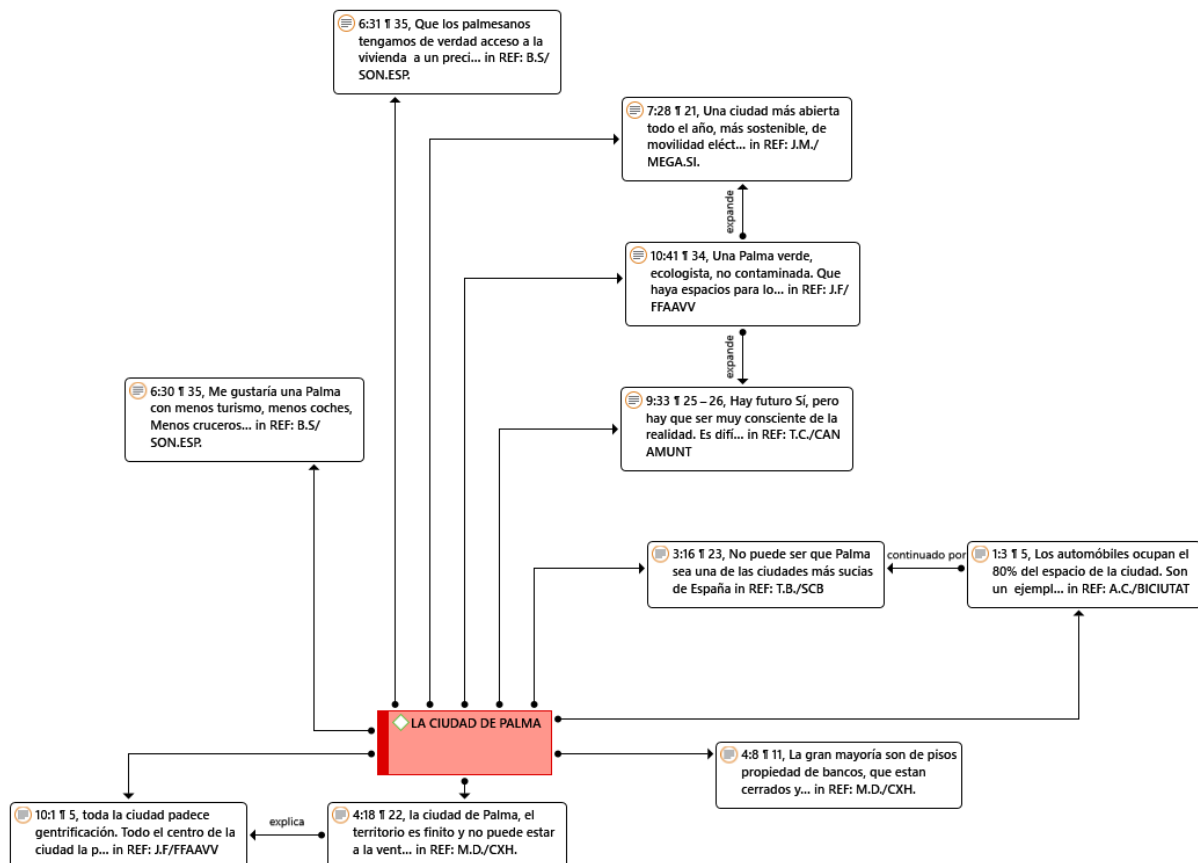 6:31 ¶ 35, Que los palmesanos
tengamos de verdad acceso a la
vivienda a un preci... in REF: B.S/
SON.ESP.
7:28 ¶ 21, Una ciudad más abierta
todo el año, más sostenible, de
movilidad eléct... in REF: J.M./
MEGA.SI.
expande
10:41 ¶ 34, Una Palma verde,
ecologista, no contaminada. Que
haya espacios para lo... in REF: J.F/
FFAAVV
expande
6:30 ¶ 35, Me gustaría una Palma
con menos turismo, menos coches,
Menos cruceros... in REF: B.S/
SON.ESP.
9:33 ¶ 25 – 26, Hay futuro Sí, pero
hay que ser muy consciente de la
realidad. Es difí... in REF: T.C./CAN
AMUNT
3:16 ¶ 23, No puede ser que Palma
sea una de las ciudades más sucias
de España in REF: T.B./SCB
continuado por
1:3 ¶ 5, Los automóbiles ocupan el
80% del espacio de la ciudad. Son
un ejempl... in REF: A.C./BICIUTAT
LA CIUDAD DE PALMA
4:8 ¶ 11, La gran mayoría son de pisos
propiedad de bancos, que estan
cerrados y... in REF: M.D./CXH.
10:1 ¶ 5, toda la ciudad padece
gentrificación. Todo el centro de la
ciudad la p... in REF: J.F/FFAAVV
explica
4:18 ¶ 22, la ciudad de Palma, el
territorio es finito y no puede estar
a la vent... in REF: M.D./CXH.